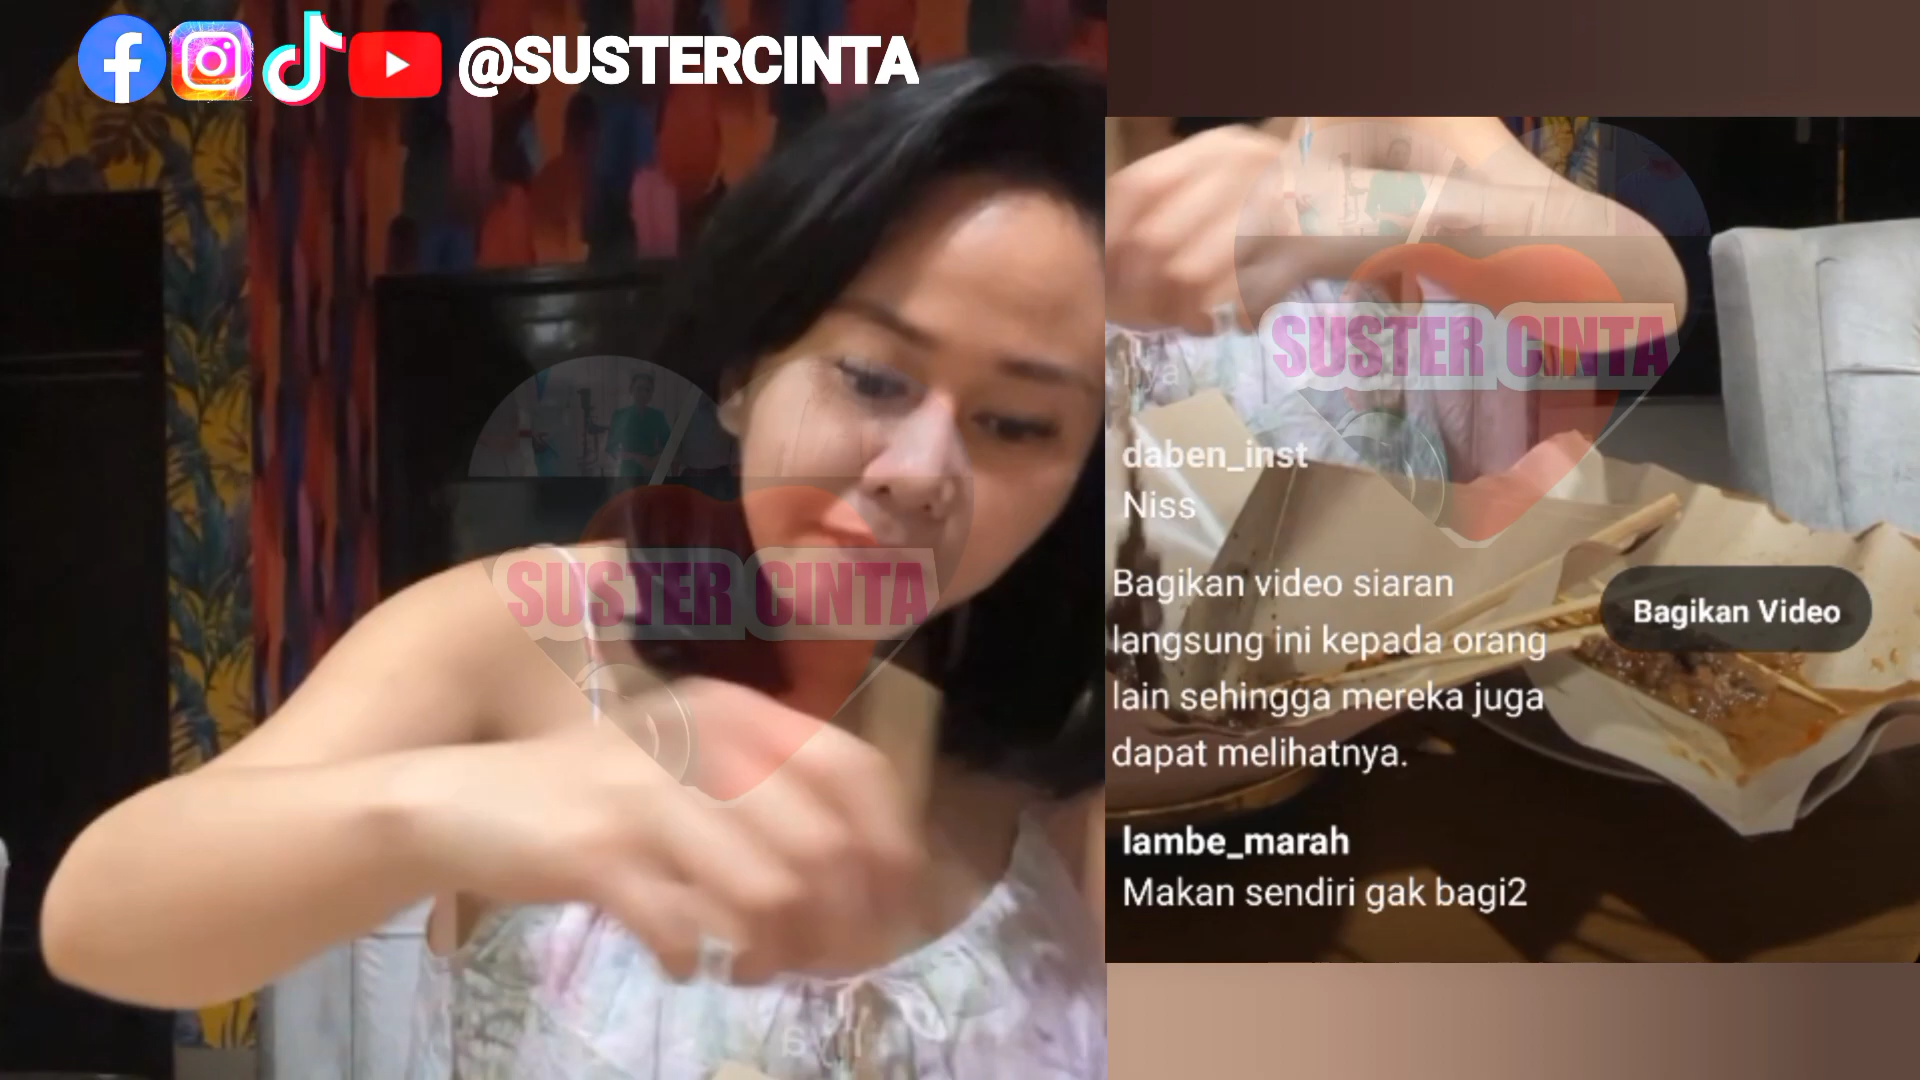 @SUSTERCINTA
SUSTER CINTA
SUSTER CINTA
nya
daben_inst
Niss
Bagikan video siaran
langsung ini kepada orang
lain sehingga mereka juga
dapat melihatnya.
Bagikan Video
lambe_marah
Makan sendiri gak bagi2